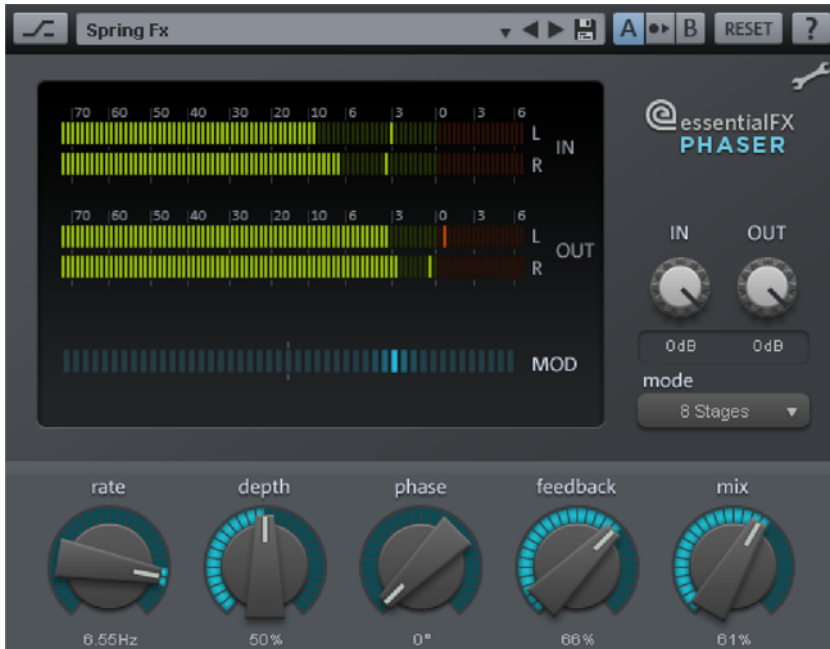 Spring Fx A B RESET ?
70 60 50 40 30 20 10 6 3 0 3 6
L
IN
R
70 60 50 40 30 20 10 6 3 0 3 6
L
OUT
R
MOD
essentialFX
PHASER
IN OUT
0dB 0dB
mode
8 Stages
rate depth phase feedback mix
6.55Hz 50% 0° 66% 61%